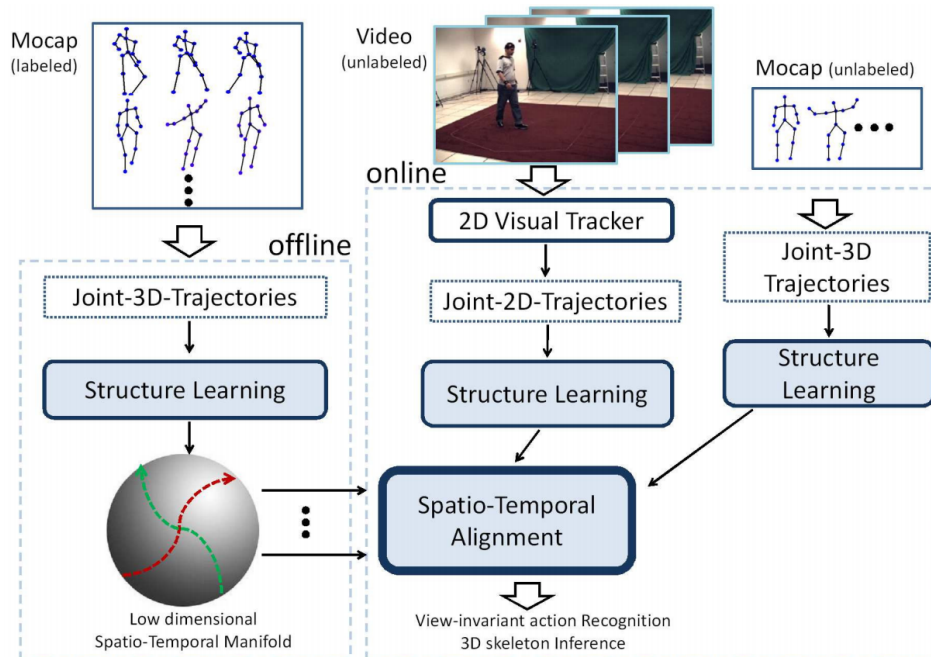 Mocap
(labeled)
Video
(unlabeled)
Mocap (unlabeled)
offline
Joint-3D-Trajectories
Structure Learning
Low dimensional
Spatio-Temporal Manifold
online
2D Visual Tracker
Joint-2D-Trajectories
Structure Learning
Joint-3D
Trajectories
Structure
Learning
Spatio-Temporal
Alignment
View-invariant action Recognition
3D skeleton Inference